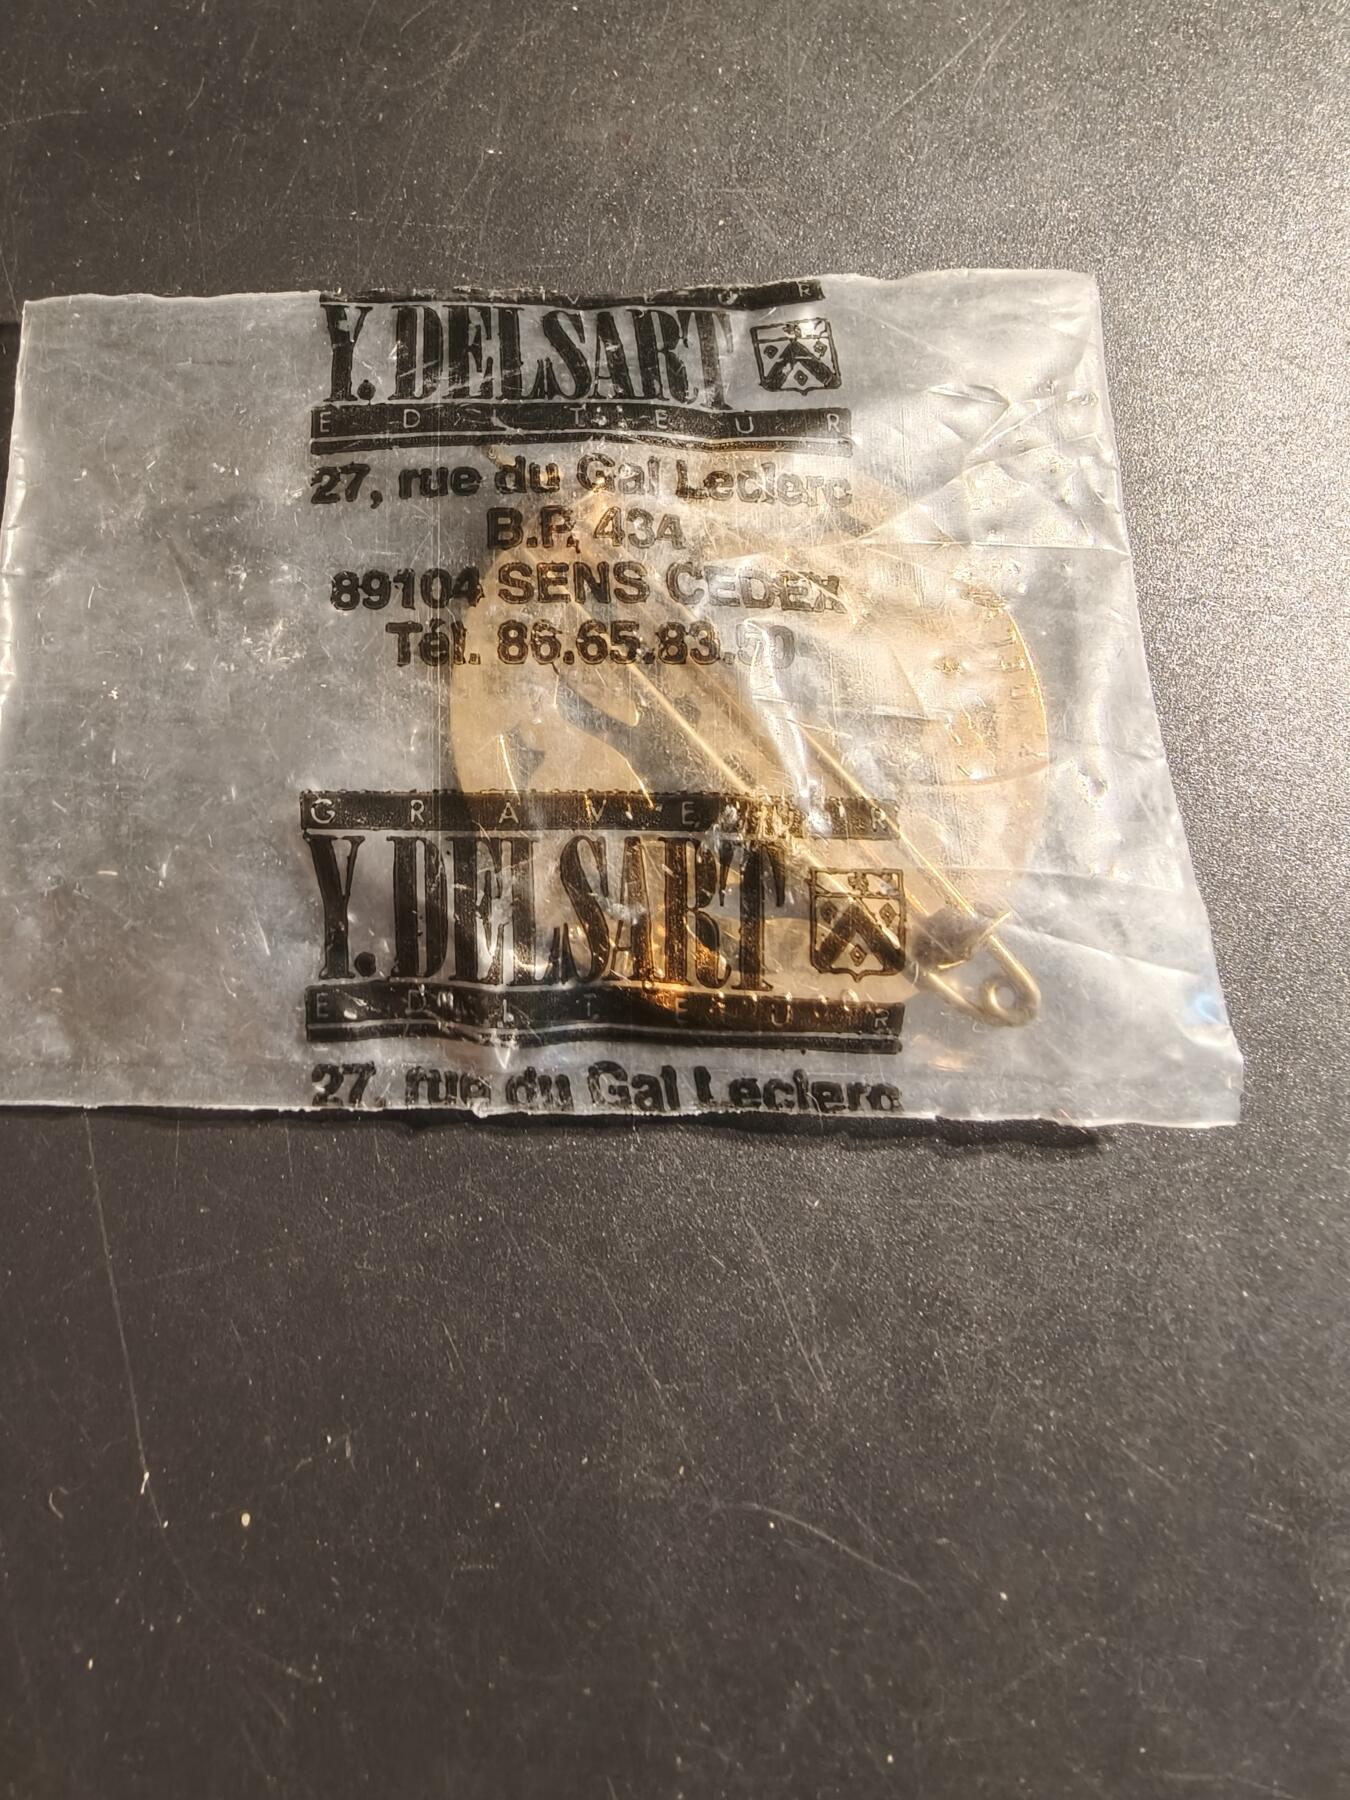 GRAVEUR
Y. DELSART
EDITEUR
27, rue du Gal Leclerc
B.P. 434
89104 SENS CEDEX
Tél. 86.65.83.50
GRAVEUR
Y. DELSART
EDITEUR
27, rue du Gal Leclerc